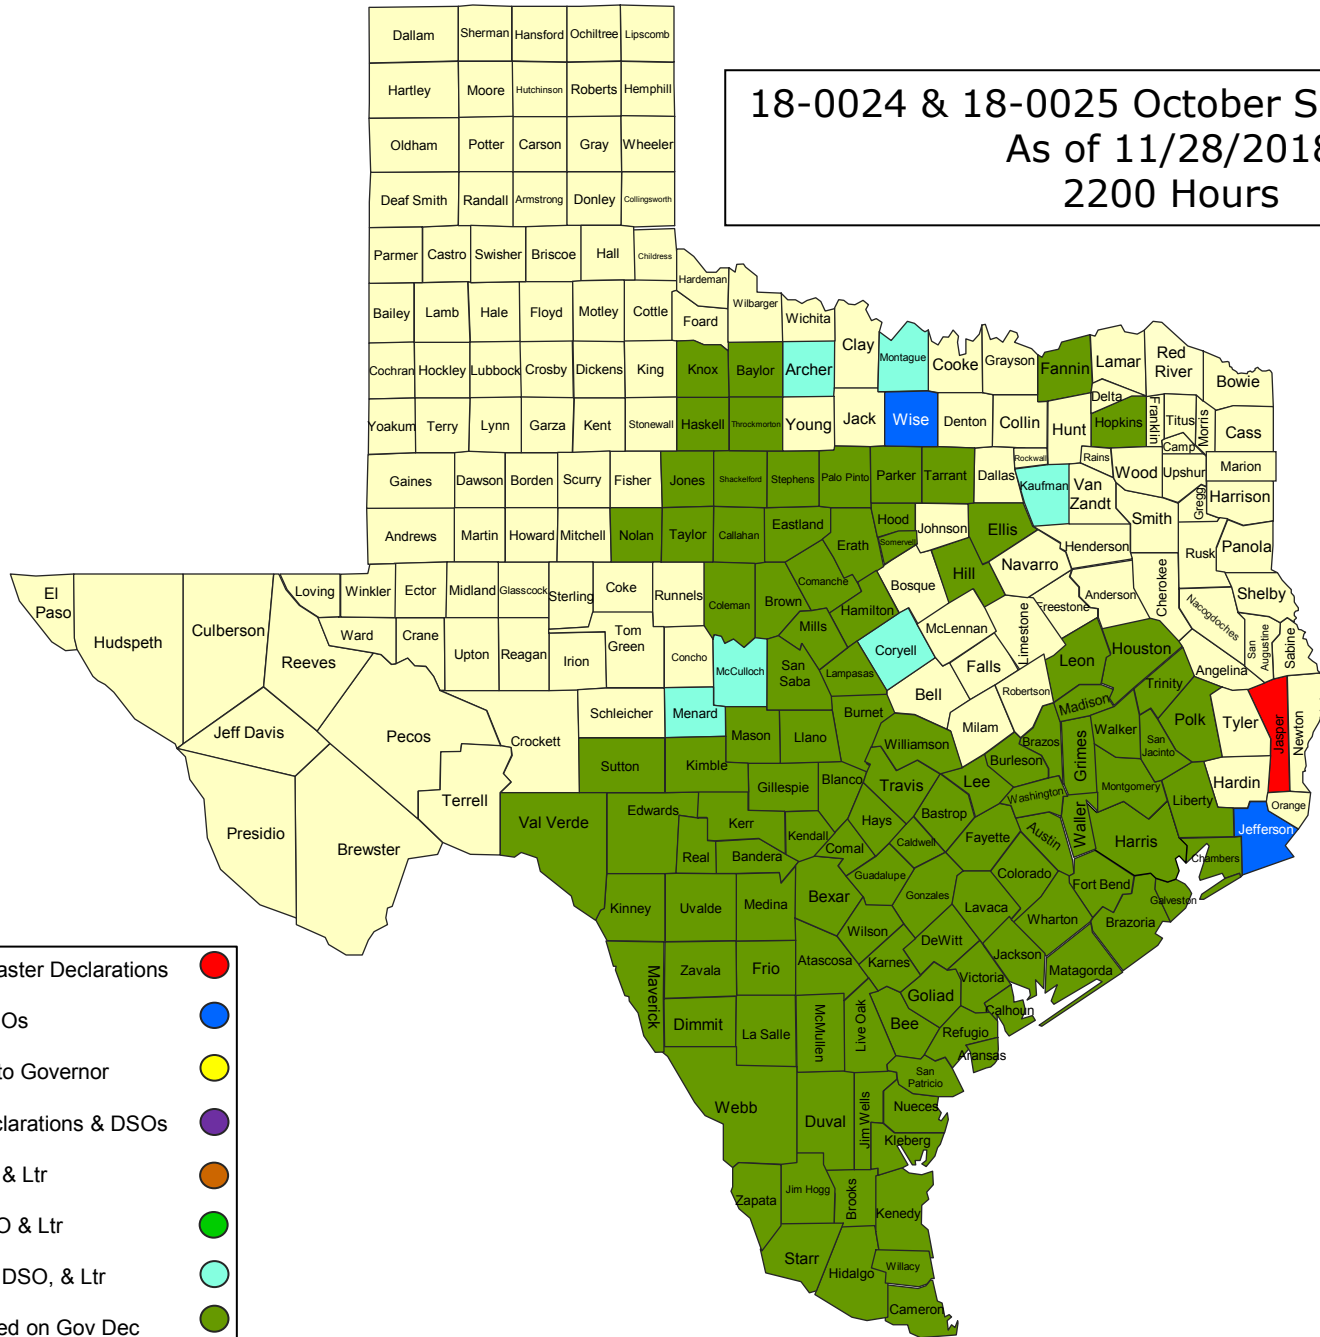 Dallam Sherman Hansford Ochiltree Lipscomb
Hartley Moore Hutchinson Roberts Hemphill
18-0024 & 18-0025 October S
As of 11/28/2018
2200 Hours
Oldham Potter Carson Gray Wheeler
Deaf Smith Randall Armstrong Donley Collingsworth
Parmer Castro Swisher Briscoe Hall Childress
Hardeman
Wilbarger
Bailey Lamb Hale Floyd Motley Cottle Foard Wichita
Clay Montague Cooke Grayson Fannin Lamar Red
River
Bowie
Cochran Hockley Lubbock Crosby Dickens King Knox Baylor Archer
Delta
Yoakum Terry Lynn Garza Kent Stonewall Haskell Throckmorton Young Jack Wise Denton Collin Hunt Hopkins Franklin Titus Morris Cass
Camp
Rockwall Rains
Gaines Dawson Borden Scurry Fisher Jones Shackelford Stephens Palo Pinto Parker Tarrant Dallas Kaufman Van
Zandt
Wood Upshur Marion
Gregg Harrison
Andrews Martin Howard Mitchell Nolan Taylor Callahan Eastland Erath Hood Somervell Johnson Ellis Henderson Smith Rusk Panola
El
Paso
Hudspeth Culberson Loving Winkler Ector Midland Glasscock Sterling Coke Runnels Coleman Brown Comanche Hamilton Bosque Hill Navarro Freestone Anderson Cherokee Nacogdoches Shelby
Reeves Ward Crane Upton Reagan Irion Tom
Green
Concho McCulloch San
Saba
Mills Lampasas Coryell McLennan Falls Limestone Leon Houston Angelina San
Augustine
Sabine
Jeff Davis Pecos Crockett Schleicher Menard Mason Llano Burnet Bell Milam Robertson Madison Trinity Polk Tyler Jasper Newton
Sutton Kimble Gillespie Blanco Williamson Travis Lee Burleson Brazos Grimes Walker San
Jacinto
Hardin Orange
Presidio Brewster Terrell Val Verde Edwards Kerr Kendall Hays Bastrop Washington Montgomery Liberty Jefferson
Real Bandera Comal Caldwell Fayette Austin Waller Harris Chambers
Kinney Uvalde Medina Bexar Guadalupe Gonzales Lavaca Colorado Fort Bend Galveston
Wilson DeWitt Wharton Brazoria
Maverick Zavala Frio Atascosa Karnes Victoria Jackson Matagorda
Dimmit La Salle McMullen Live Oak Bee Goliad Refugio Calhoun
Aransas
San
Patricio
Webb Duval Jim Wells Nueces
Kleberg
Zapata Jim Hogg Brooks Kenedy
Starr Hidalgo Willacy
Cameron
aster Declarations
Os
to Governor
clarations & DSOs
& Ltr
O & Ltr
DSO, & Ltr
ed on Gov Dec